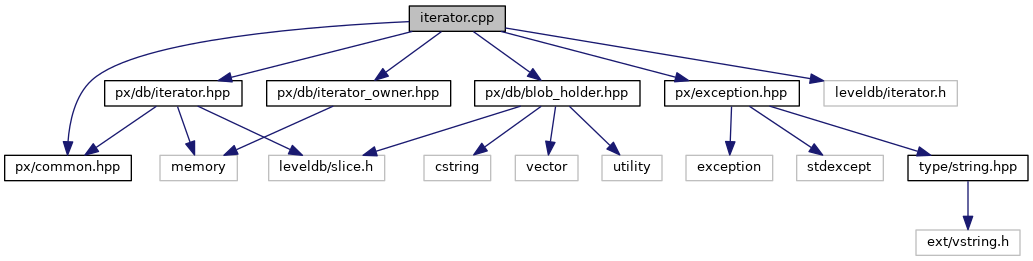 iterator.cpp
px/db/iterator.hpp
px/db/iterator_owner.hpp
px/db/blob_holder.hpp
px/exception.hpp
leveldb/iterator.h
px/common.hpp
memory
leveldb/slice.h
cstring
vector
utility
exception
stdexcept
type/string.hpp
ext/vstring.h